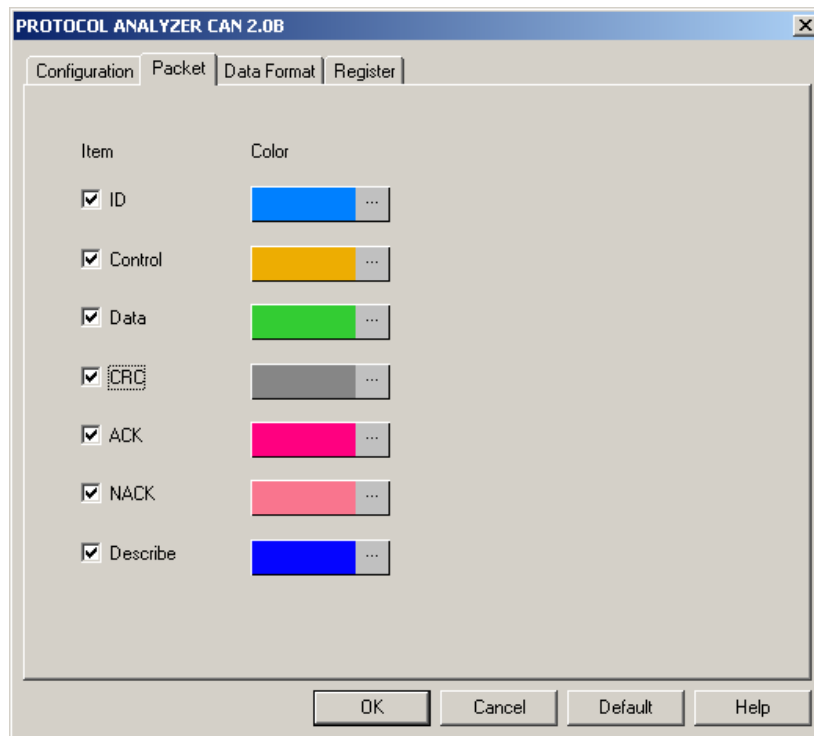 PROTOCOL ANALYZER CAN 2.0B
Configuration Packet Data Format Register
Item Color
ID ...
Control ...
Data ...
CRC ...
ACK ...
NACK ...
Describe ...
OK Cancel Default Help